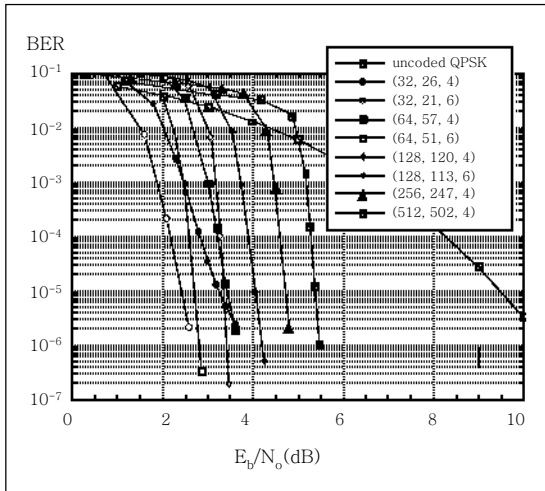 BER
uncoded QPSK
(32, 26, 4)
(32, 21, 6)
(64, 57, 4)
(64, 51, 6)
(128, 120, 4)
(128, 113, 6)
(256, 247, 4)
(512, 502, 4)
10⁻¹
10⁻²
10⁻³
10⁻⁴
10⁻⁵
10⁻⁶
10⁻⁷
0 2 4 6 8 10
E_b/N_o(dB)